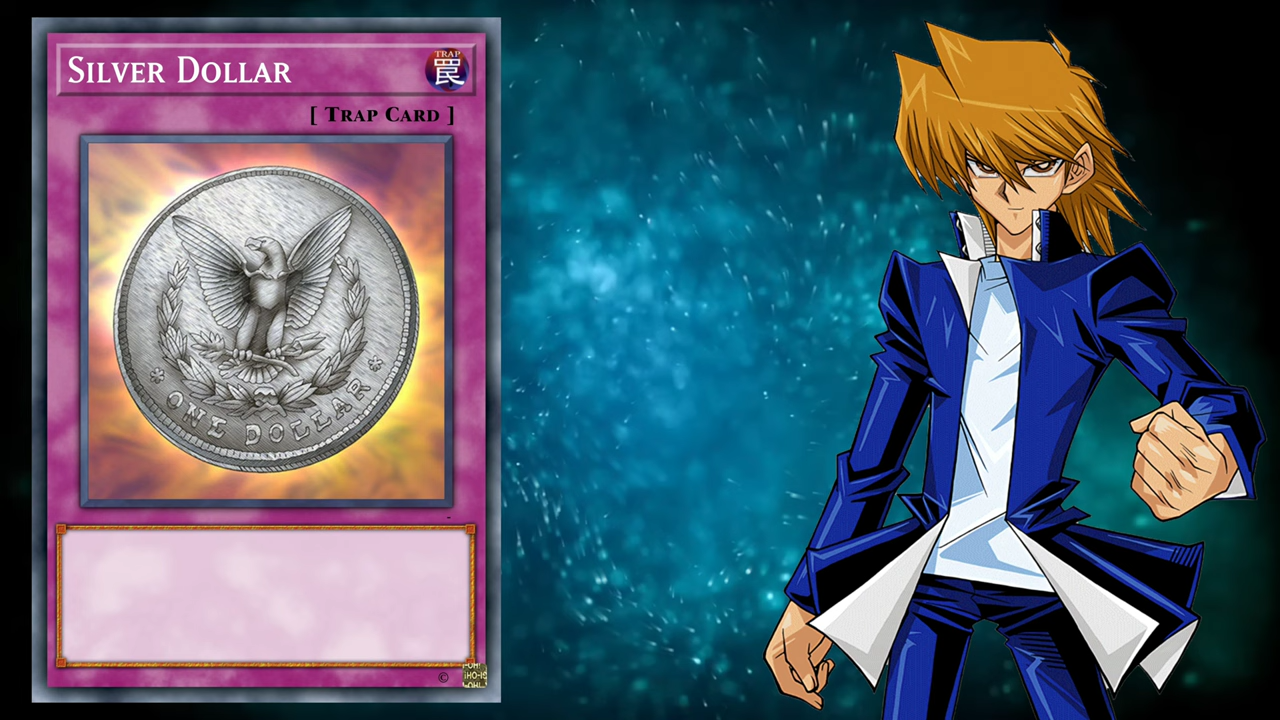 Silver Dollar
TRAP
罠
[ Trap Card ]
ONE DOLLAR
-
©